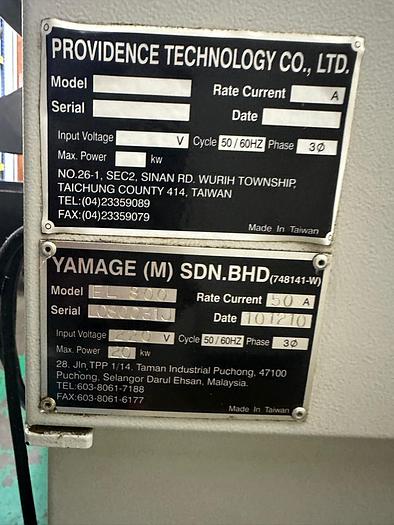 PROVIDENCE TECHNOLOGY CO., LTD.
Model Rate Current A
Serial Date
Input Voltage V Cycle 50/60HZ Phase 3Ø
Max. Power kw
NO.26-1, SEC2, SINAN RD. WURIH TOWNSHIP,
TAICHUNG COUNTY 414, TAIWAN
TEL:(04)23359089
FAX:(04)23359079
Made In Taiwan
YAMAGE (M) SDN.BHD(748141-W)
Model EL 800 Rate Current 50 A
Serial Date 101210
Input Voltage V Cycle 50/60HZ Phase 3Ø
Max. Power 20 kw
28. Jln TPP 1/14. Taman Industrial Puchong, 47100
Puchong, Selangor Darul Ehsan, Malaysia.
TEL:603-8061-7188
FAX:603-8061-6177
Made In Taiwan